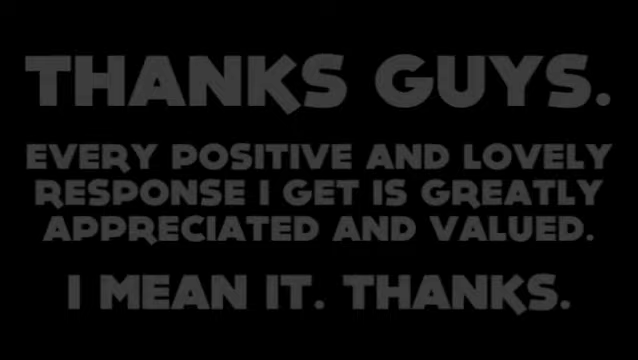 THANKS GUYS.
EVERY POSITIVE AND LOVELY
RESPONSE I GET IS GREATLY
APPRECIATED AND VALUED.
I MEAN IT. THANKS.